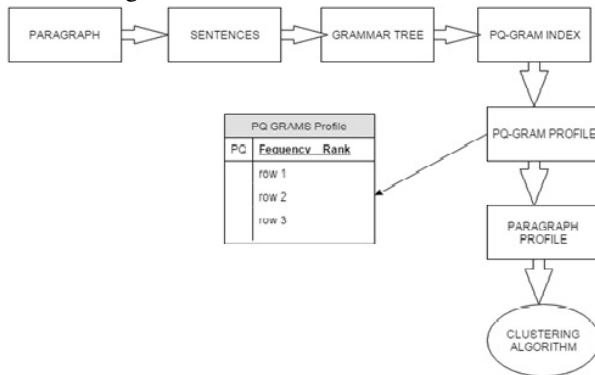 PARAGRAPH
SENTENCES
GRAMMAR TREE
PQ-GRAM INDEX
PQ GRAMS Profile
PQ Fequency Rank
row 1
row 2
row 3
PQ-GRAM PROFILE
PARAGRAPH
PROFILE
CLUSTERING
ALGORITHM